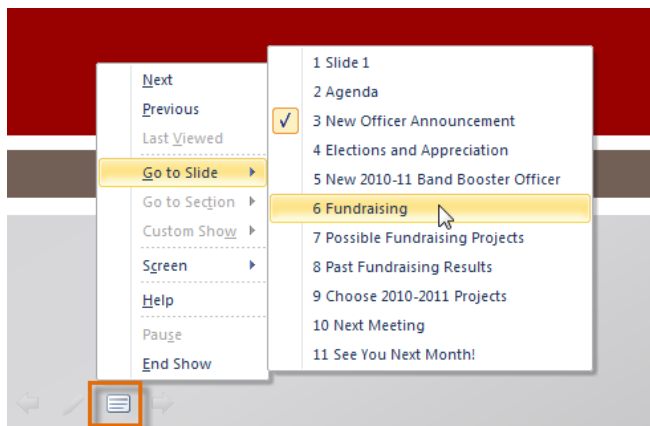 Next
Previous
Last Viewed
Go to Slide
Go to Section
Custom Show
Screen
Help
Pause
End Show
1 Slide 1
2 Agenda
3 New Officer Announcement
4 Elections and Appreciation
5 New 2010-11 Band Booster Officer
6 Fundraising
7 Possible Fundraising Projects
8 Past Fundraising Results
9 Choose 2010-2011 Projects
10 Next Meeting
11 See You Next Month!